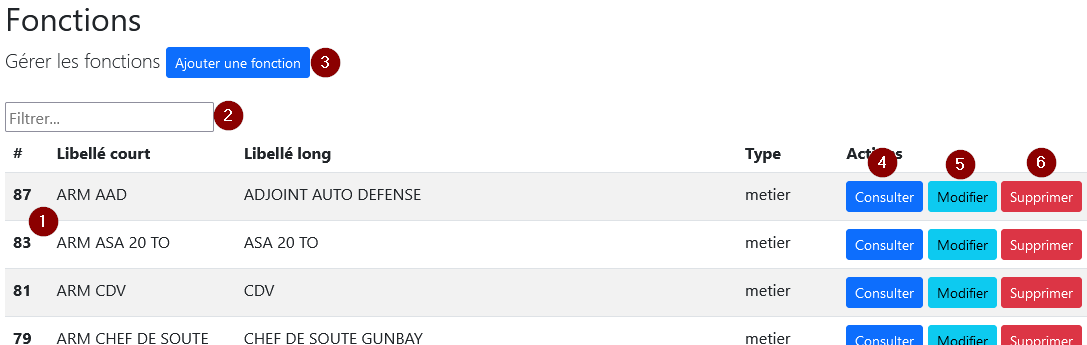 Fonctions
Gérer les fonctions Ajouter une fonction 3
Filtrer... 2
# Libellé court Libellé long Type Actions
4 5 6
87 ARM AAD ADJOINT AUTO DEFENSE metier Consulter Modifier Supprimer
1
83 ARM ASA 20 TO ASA 20 TO metier Consulter Modifier Supprimer
81 ARM CDV CDV metier Consulter Modifier Supprimer
79 ARM CHEF DE SOUTE CHEF DE SOUTE GUNBAY metier Consulter Modifier Supprimer